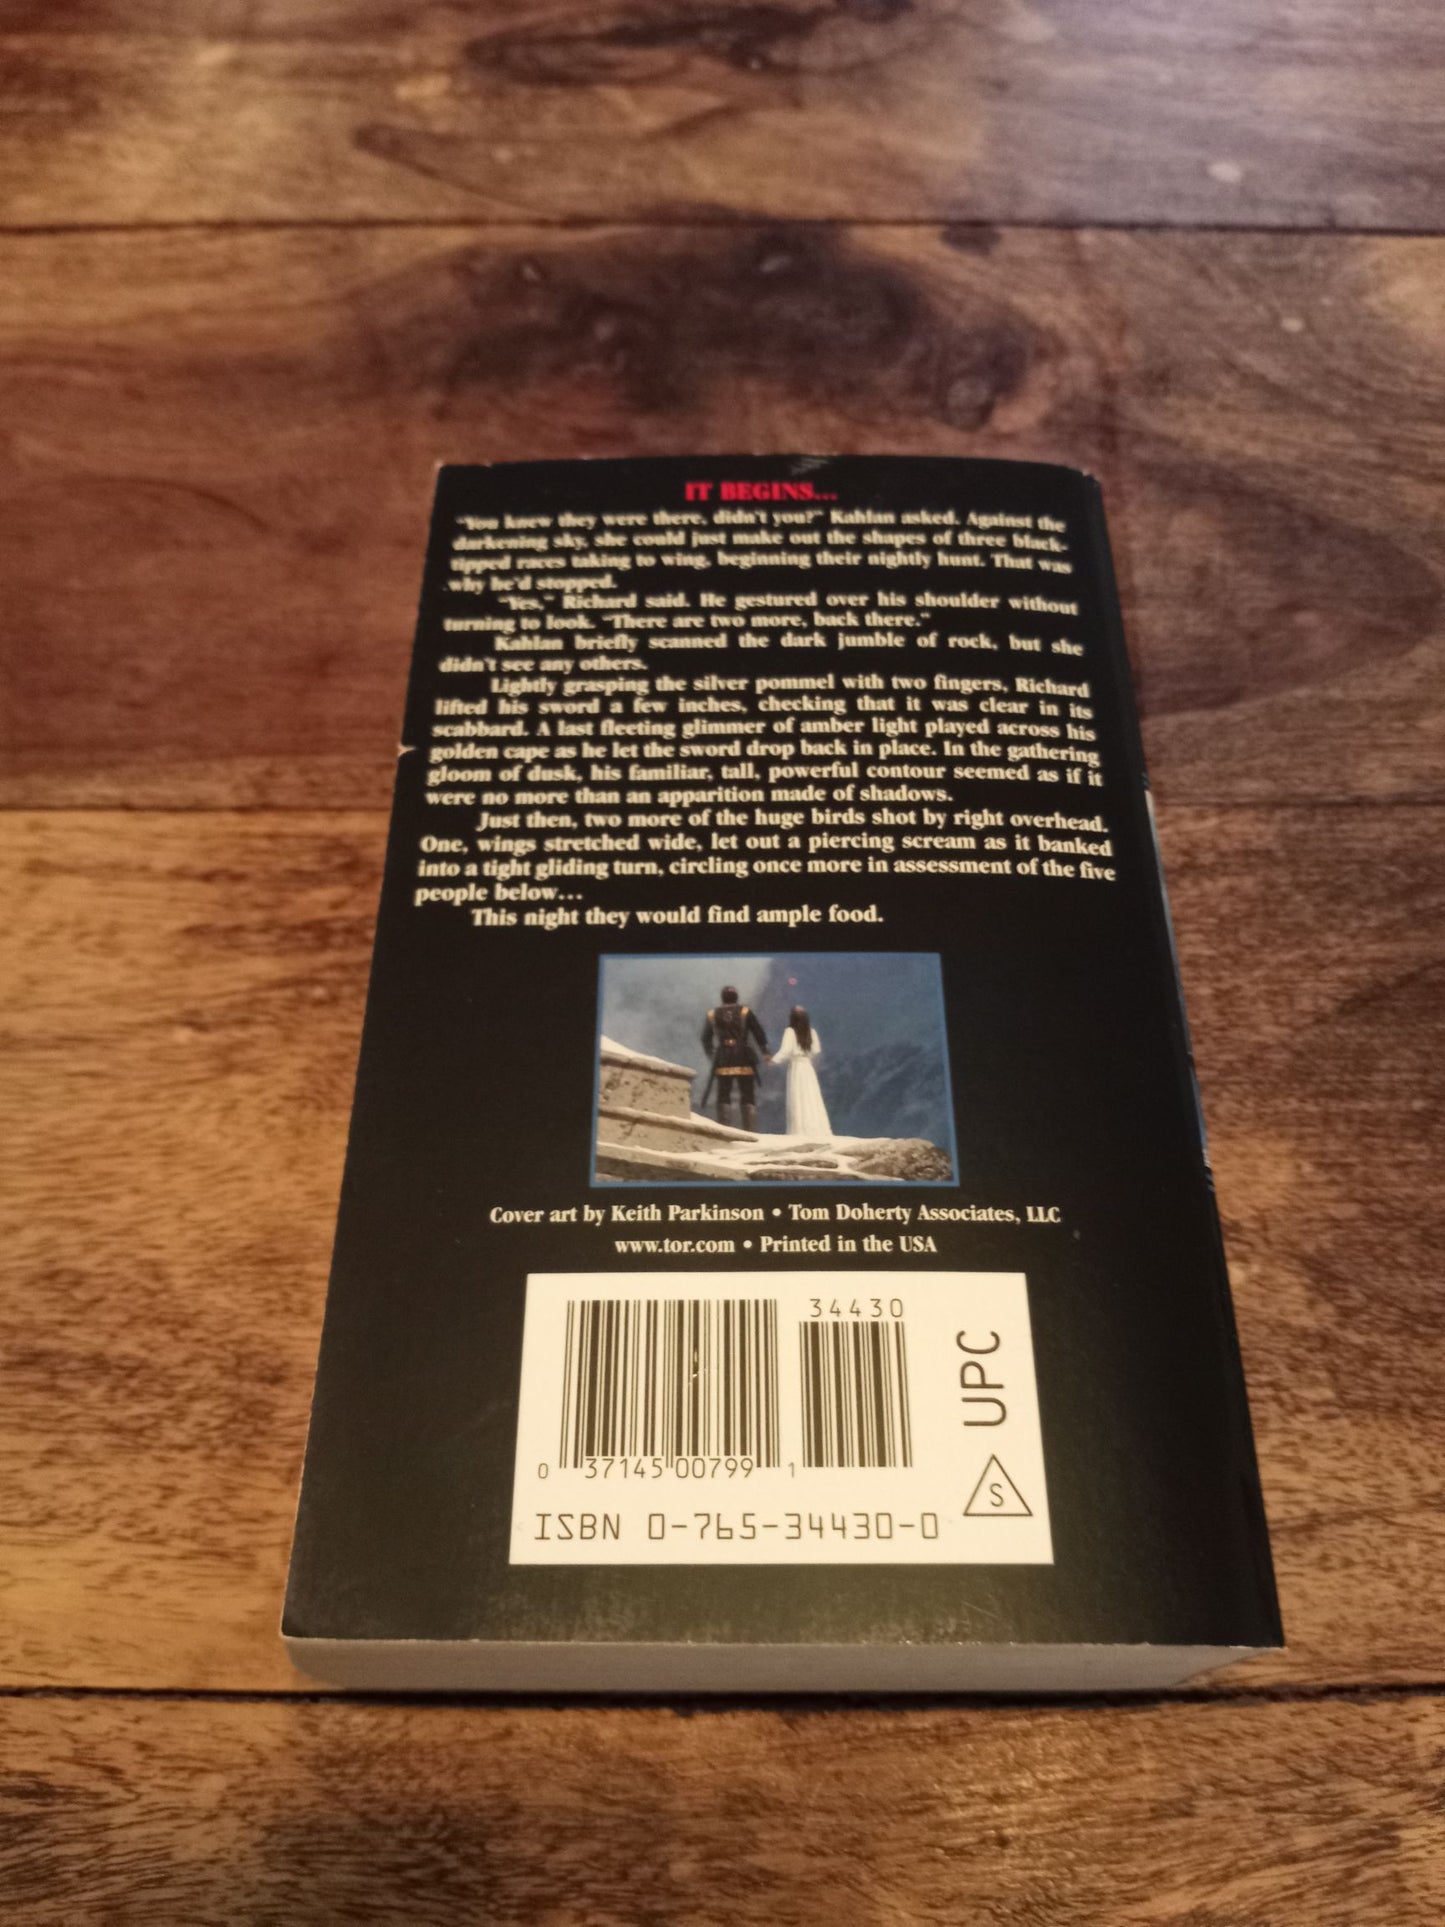 IT BEGINS...
"You knew they were there, didn't you?" Kahlan asked. Against the
darkening sky, she could just make out the shapes of three black-
tipped races taking to wing, beginning their nightly hunt. That was
why he'd stopped.
"Yes," Richard said. He gestured over his shoulder without
turning to look. "There are two more, back there."
Kahlan briefly scanned the dark jumble of rock, but she
didn't see any others.
Lightly grasping the silver pommel with two fingers, Richard
lifted his sword a few inches, checking that it was clear in its
scabbard. A last fleeting glimmer of amber light played across his
golden cape as he let the sword drop back in place. In the gathering
gloom of dusk, his familiar, tall, powerful contour seemed as if it
were no more than an apparition made of shadows.
Just then, two more of the huge birds shot by right overhead.
One, wings stretched wide, let out a piercing scream as it banked
into a tight gliding turn, circling once more in assessment of the five
people below...
This night they would find ample food.
Cover art by Keith Parkinson • Tom Doherty Associates, LLC
www.tor.com • Printed in the USA
34430
0 37145 00799 1
UPC
S
ISBN 0-765-34430-0